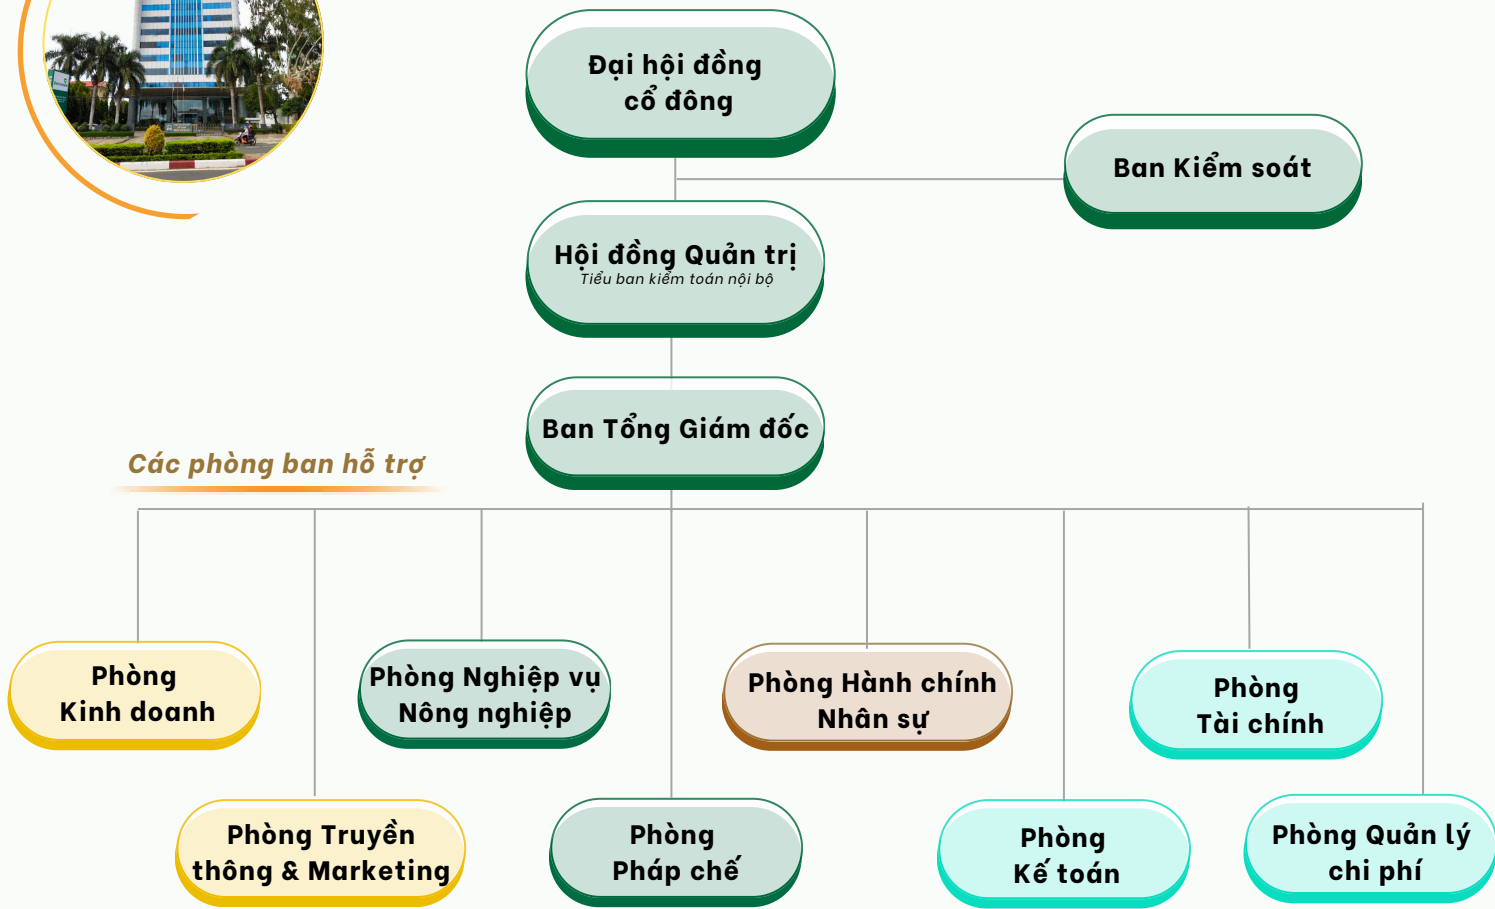 Đại hội đồng
cổ đông
Ban Kiểm soát
Hội đồng Quản trị
Tiểu ban kiểm toán nội bộ
Ban Tổng Giám đốc
Các phòng ban hỗ trợ
Phòng
Kinh doanh
Phòng Nghiệp vụ
Nông nghiệp
Phòng Hành chính
Nhân sự
Phòng
Tài chính
Phòng Truyền
thông & Marketing
Phòng
Pháp chế
Phòng
Kế toán
Phòng Quản lý
chi phí